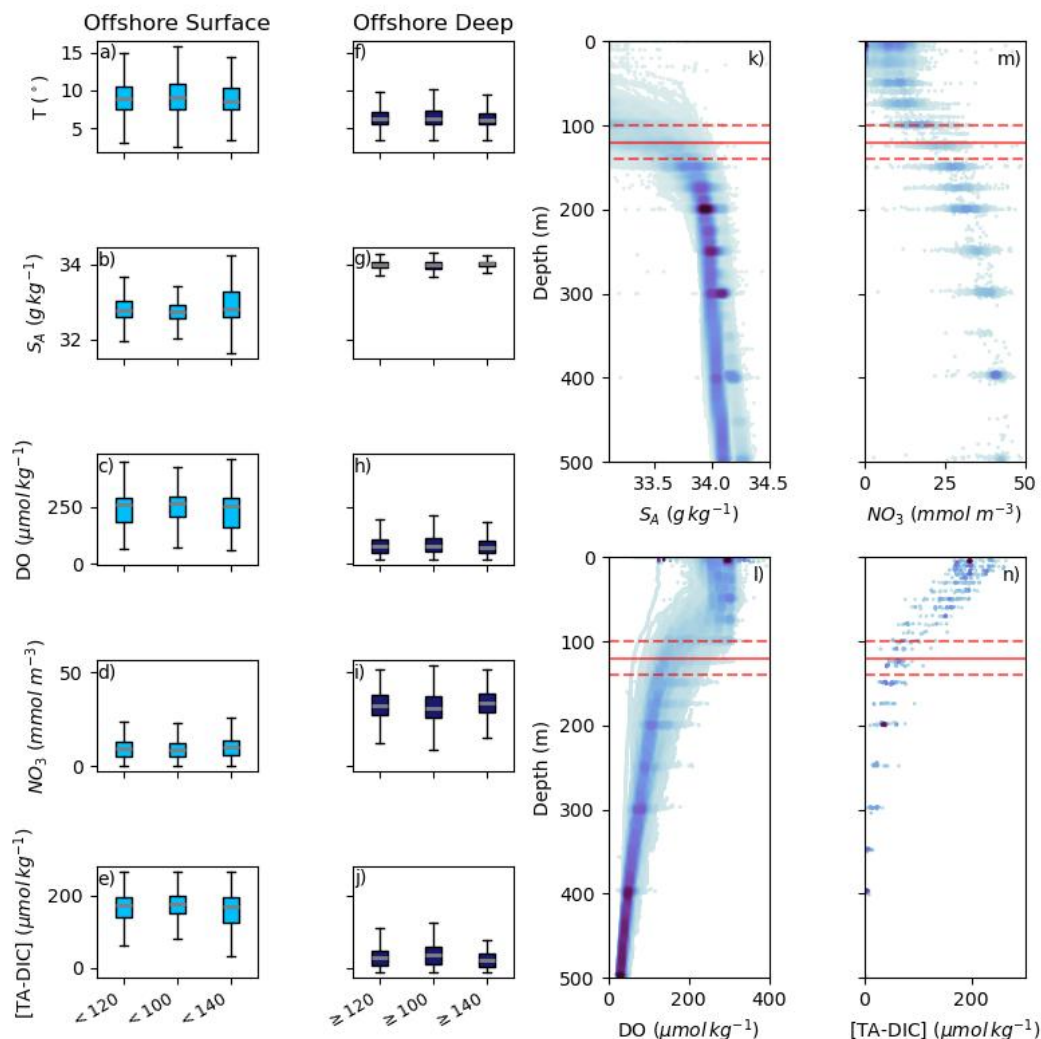 Offshore Surface
Offshore Deep
a)
15
10
5
T (°)
f)
b)
34
32
S_A (g kg⁻¹)
g)
c)
250
0
DO (μmol kg⁻¹)
h)
d)
50
0
NO₃ (mmol m⁻³)
i)
e)
200
0
[TA-DIC] (μmol kg⁻¹)
j)
<120
<100
<140
≥120
≥100
≥140
k)
0
100
200
300
400
500
Depth (m)
33.5
34.0
34.5
S_A (g kg⁻¹)
m)
0
50
NO₃ (mmol m⁻³)
l)
0
100
200
300
400
500
Depth (m)
0
200
400
DO (μmol kg⁻¹)
n)
0
200
[TA-DIC] (μmol kg⁻¹)